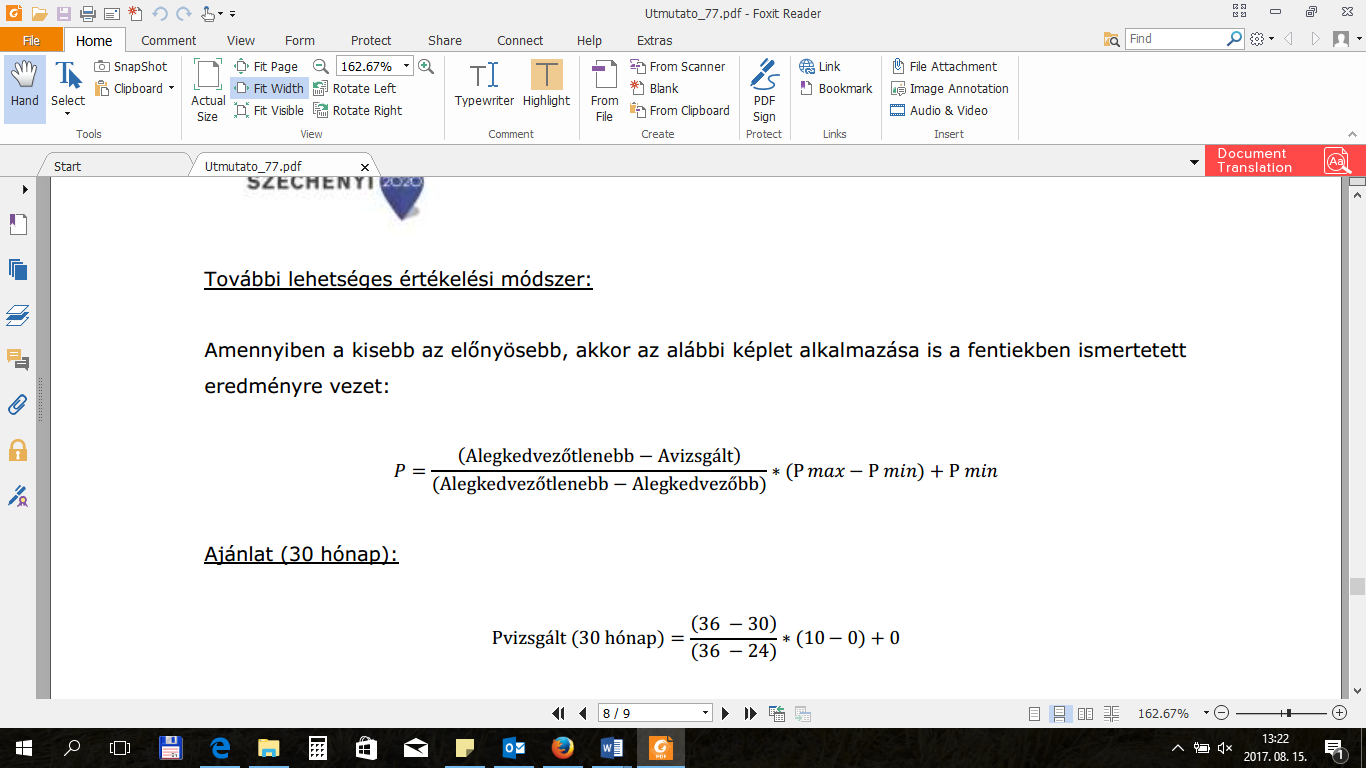 Utmutato_77.pdf - Foxit Reader
File Home Comment View Form Protect Share Connect Help Extras Find
Hand
Select
SnapShot
Clipboard
Tools
Actual
Size
Fit Page
Fit Width
Fit Visible
162.67%
Rotate Left
Rotate Right
View
Typewriter
Highlight
Comment
From
File
From Scanner
Blank
From Clipboard
Create
PDF
Sign
Protect
Link
Bookmark
Links
File Attachment
Image Annotation
Audio & Video
Insert
Start
Utmutato_77.pdf
Document
Translation
SZÉCHENYI 2020
További lehetséges értékelési módszer:
Amennyiben a kisebb az előnyösebb, akkor az alábbi képlet alkalmazása is a fentiekben ismertetett
eredményre vezet:
P = (Alegkedvezőtlenebb − Avizsgált) / (Alegkedvezőtlenebb − Alegkedvezőbb) ∗ (P max − P min) + P min
Ajánlat (30 hónap):
Pvizsgált (30 hónap) = (36 − 30) / (36 − 24) ∗ (10 − 0) + 0
8 / 9
162.67%
13:22
2017. 08. 15.